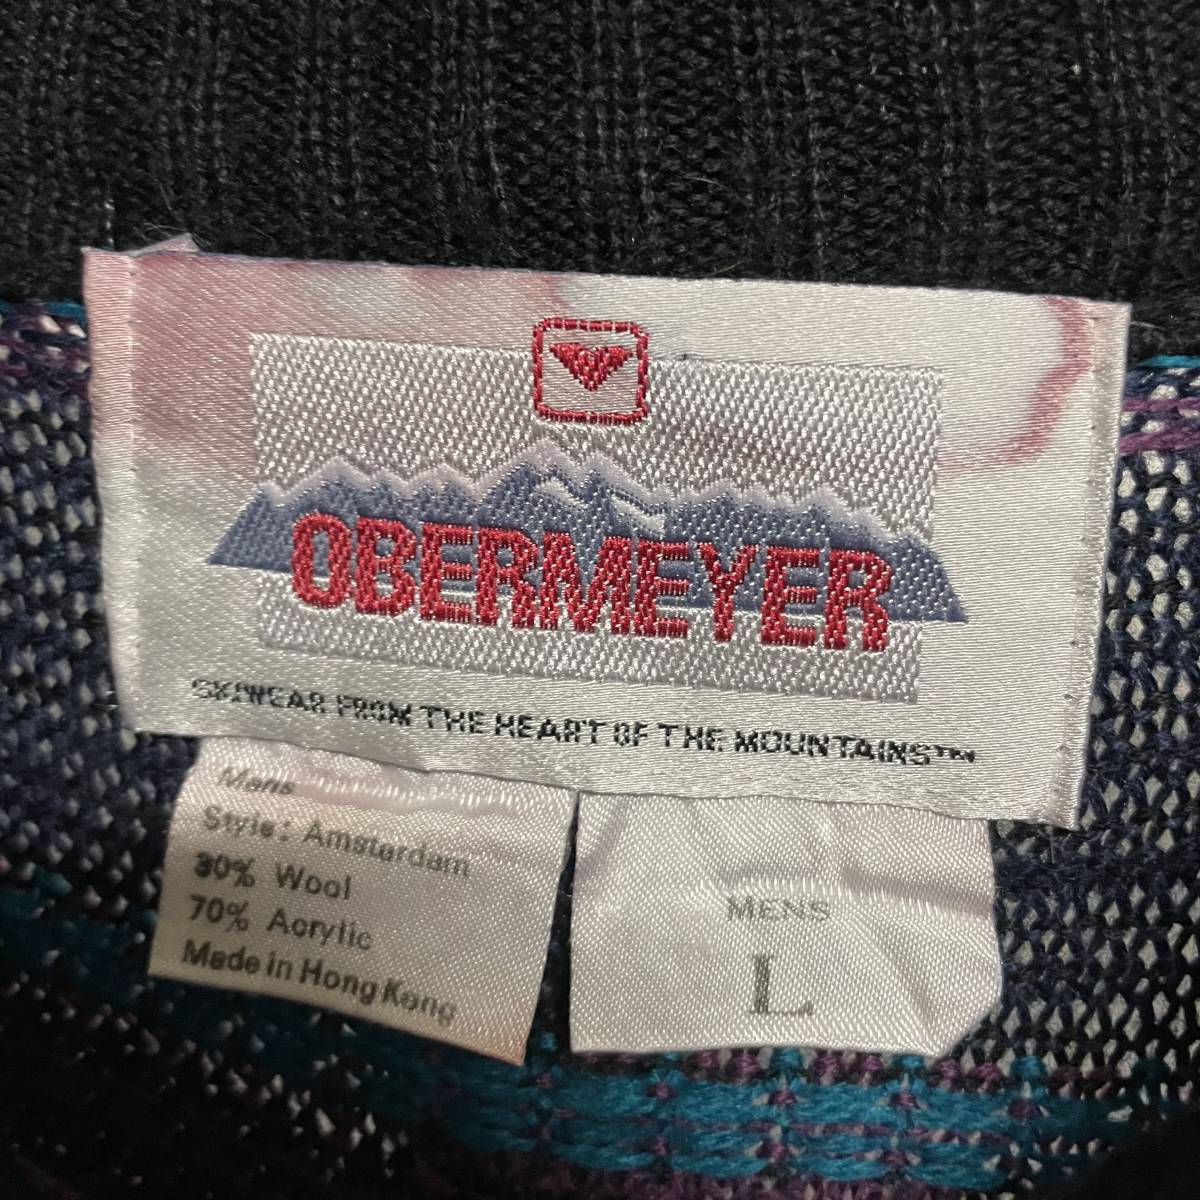 OBERMEYER
SKIWEAR FROM THE HEART OF THE MOUNTAINS™
Mens
Style: Amsterdam
30% Wool
70% Acrylic
Made in Hong Kong
MENS
L